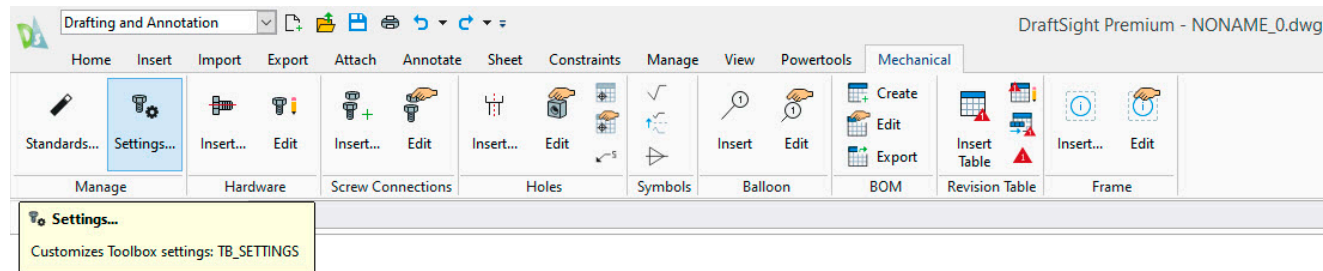 Drafting and Annotation
DraftSight Premium - NONAME_0.dwg
Home Insert Import Export Attach Annotate Sheet Constraints Manage View Powertools Mechanical
Standards... Settings... Insert... Edit Insert... Edit Insert... Edit S 1 Insert 1 Edit Create Edit Export Insert Table Insert... Edit
Manage Hardware Screw Connections Holes Symbols Balloon BOM Revision Table Frame
Settings...
Customizes Toolbox settings: TB_SETTINGS